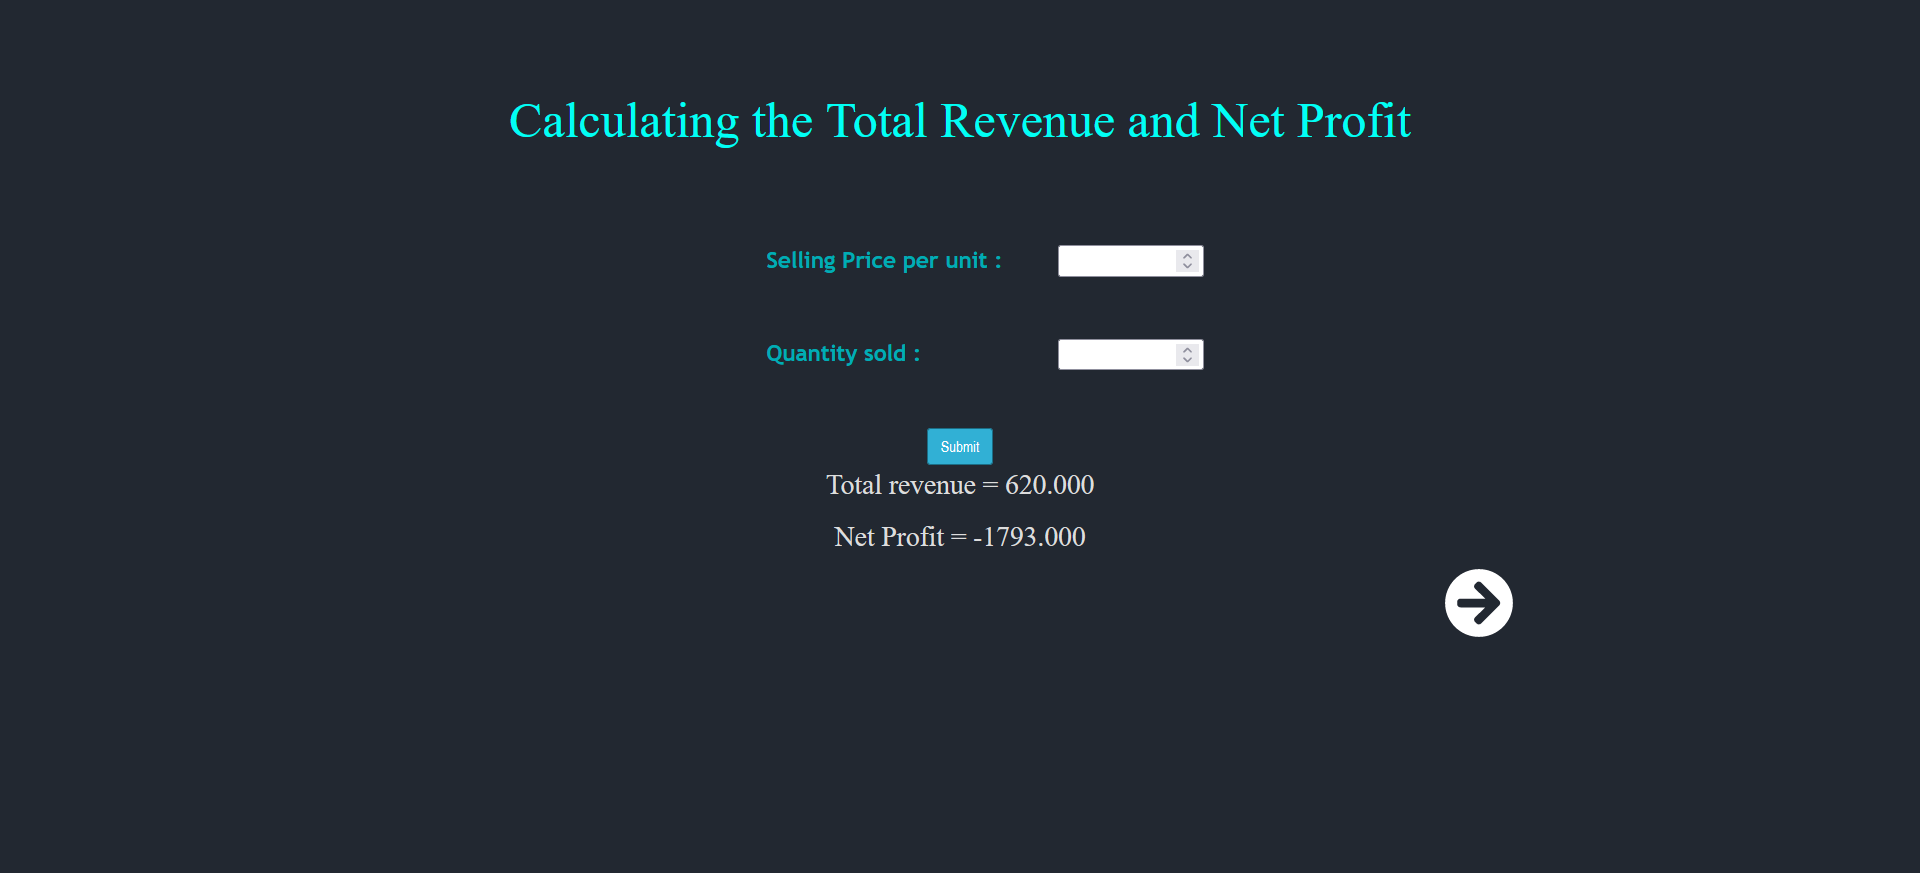 Calculating the Total Revenue and Net Profit
Selling Price per unit :
Quantity sold :
Submit
Total revenue = 620.000
Net Profit = -1793.000